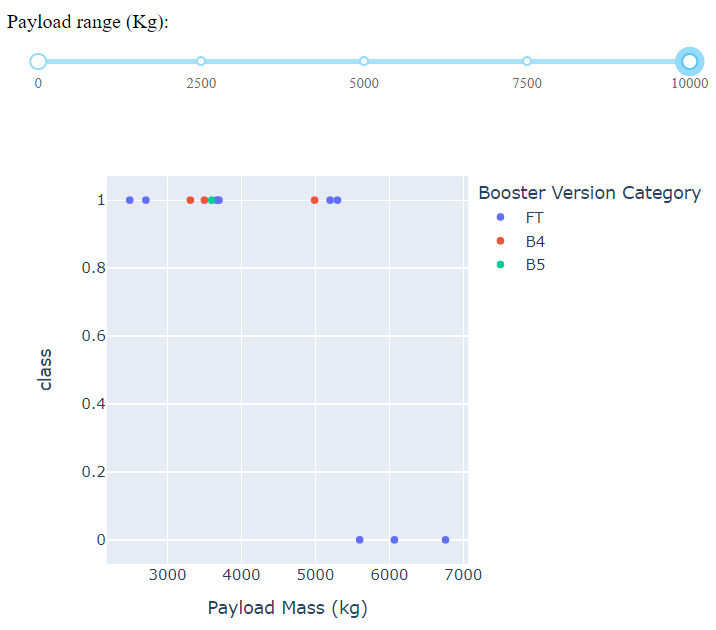 Payload range (Kg):
0 2500 5000 7500 10000
Booster Version Category
FT
B4
B5
1
0.8
0.6
0.4
0.2
0
class
3000 4000 5000 6000 7000
Payload Mass (kg)